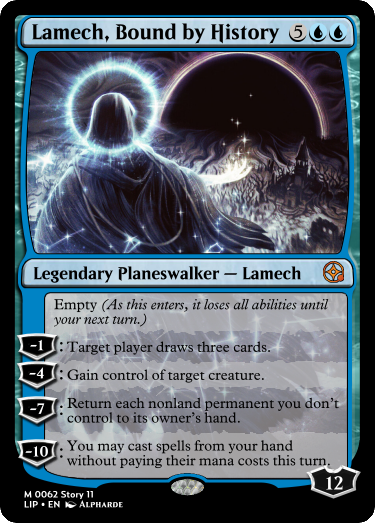 Lamech, Bound by History 5
Legendary Planeswalker — Lamech
Empty (As this enters, it loses all abilities until
your next turn.)
-1: Target player draws three cards.
-4: Gain control of target creature.
-7: Return each nonland permanent you don't
control to its owner's hand.
-10: You may cast spells from your hand
without paying their mana costs this turn.
12
M 0062 Story 11
LIP • EN ALPHARDE